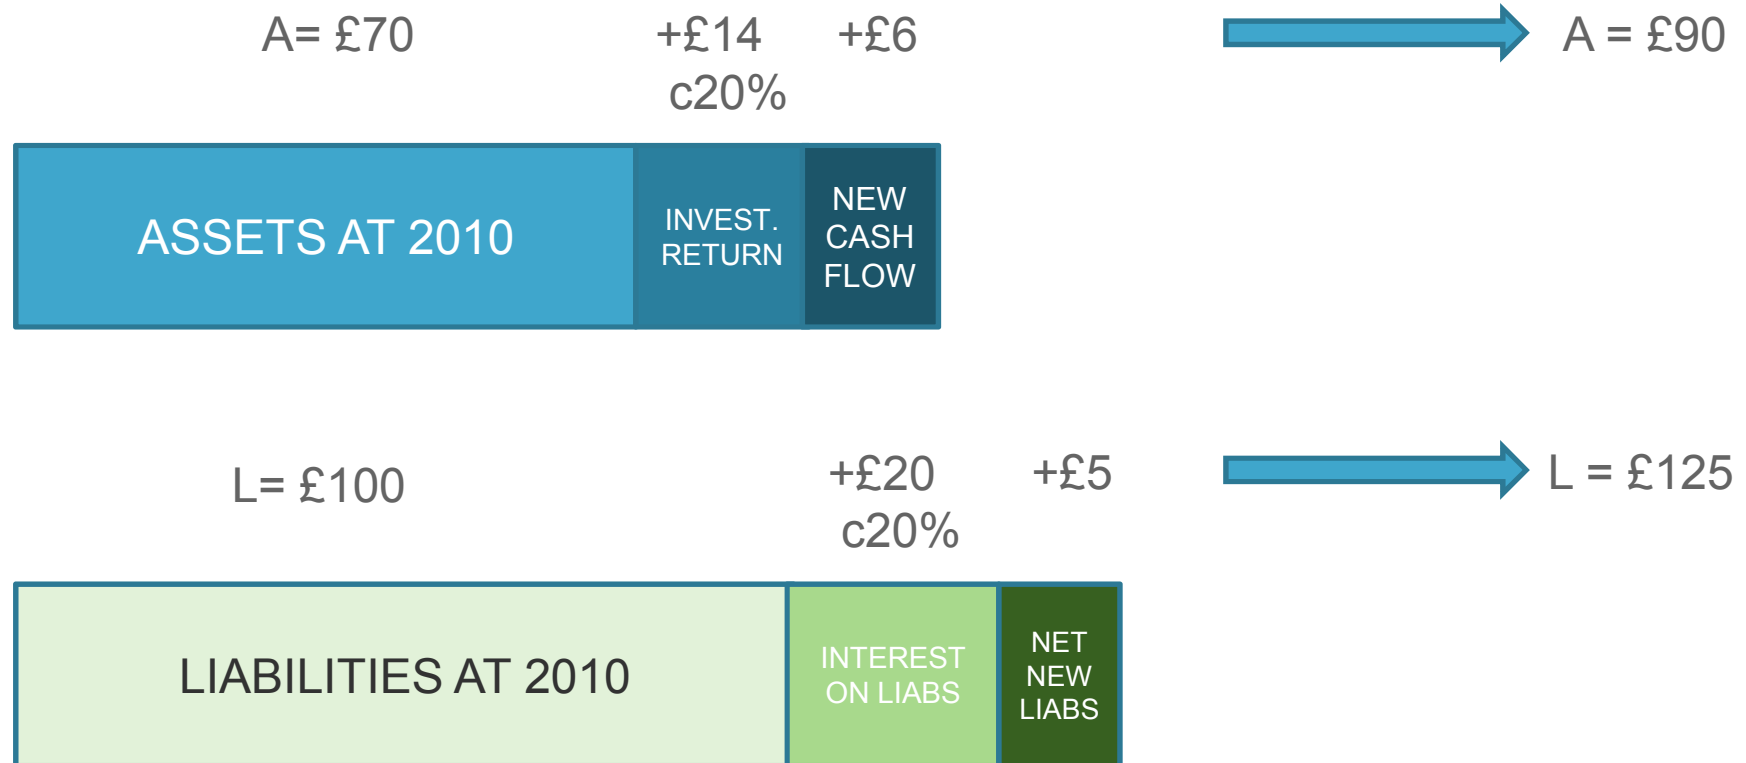 A= £70
+£14
c20%
+£6
A = £90
ASSETS AT 2010
INVEST.
RETURN
NEW
CASH
FLOW
L= £100
+£20
c20%
+£5
L = £125
LIABILITIES AT 2010
INTEREST
ON LIABS
NET
NEW
LIABS